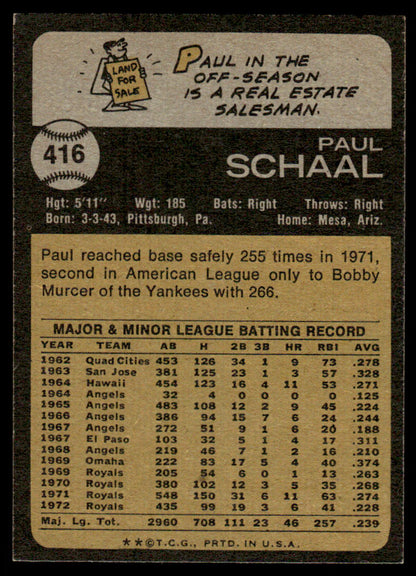 LAND
FOR
SALE
PAUL IN THE
OFF-SEASON
IS A REAL ESTATE
SALESMAN.
416
PAUL
SCHAAL
Hgt: 5'11" Wgt: 185 Bats: Right Throws: Right
Born: 3-3-43, Pittsburgh, Pa. Home: Mesa, Ariz.
Paul reached base safely 255 times in 1971,
second in American League only to Bobby
Murcer of the Yankees with 266.
MAJOR & MINOR LEAGUE BATTING RECORD
YEAR TEAM AB H 2B 3B HR RBI AVG
1962 Quad Cities 453 126 34 1 9 73 .278
1963 San Jose 381 125 23 1 3 57 .328
1964 Hawaii 454 123 16 4 11 53 .271
1964 Angels 32 4 0 0 0 0 .125
1965 Angels 483 108 12 2 9 45 .224
1966 Angels 386 94 15 7 6 24 .244
1967 Angels 272 51 9 1 6 20 .188
1967 El Paso 103 32 5 1 4 17 .311
1968 Angels 219 46 7 1 2 16 .210
1969 Omaha 222 83 17 5 4 40 .374
1969 Royals 205 54 6 0 1 13 .263
1970 Royals 380 102 12 3 5 35 .268
1971 Royals 548 150 31 6 11 63 .274
1972 Royals 435 99 19 3 6 41 .228
Maj. Lg. Tot. 2960 708 111 23 46 257 .239
**©T.C.G., PRTD. IN U.S.A.